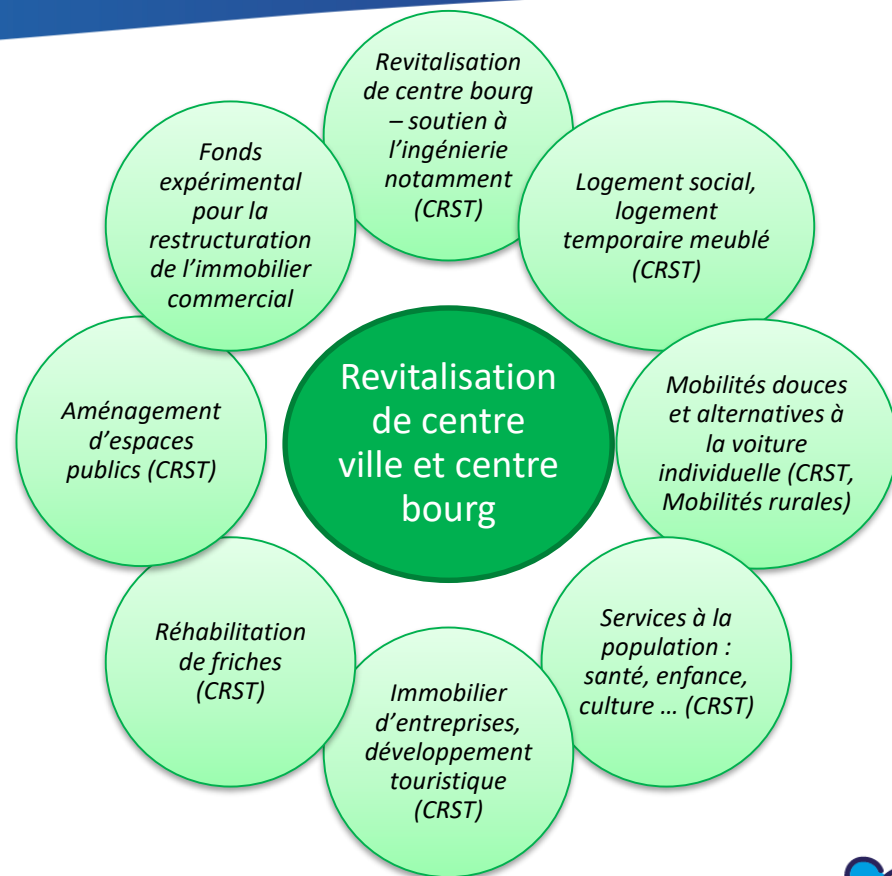 Revitalisation
de centre bourg
– soutien à
l’ingénierie
notamment
(CRST)
Logement social,
logement
temporaire meublé
(CRST)
Mobilités douces
et alternatives à
la voiture
individuelle (CRST,
Mobilités rurales)
Services à la
population :
santé, enfance,
culture … (CRST)
Immobilier
d’entreprises,
développement
touristique
(CRST)
Réhabilitation
de friches
(CRST)
Aménagement
d’espaces
publics (CRST)
Fonds
expérimental
pour la
restructuration
de l’immobilier
commercial
Revitalisation
de centre
ville et centre
bourg